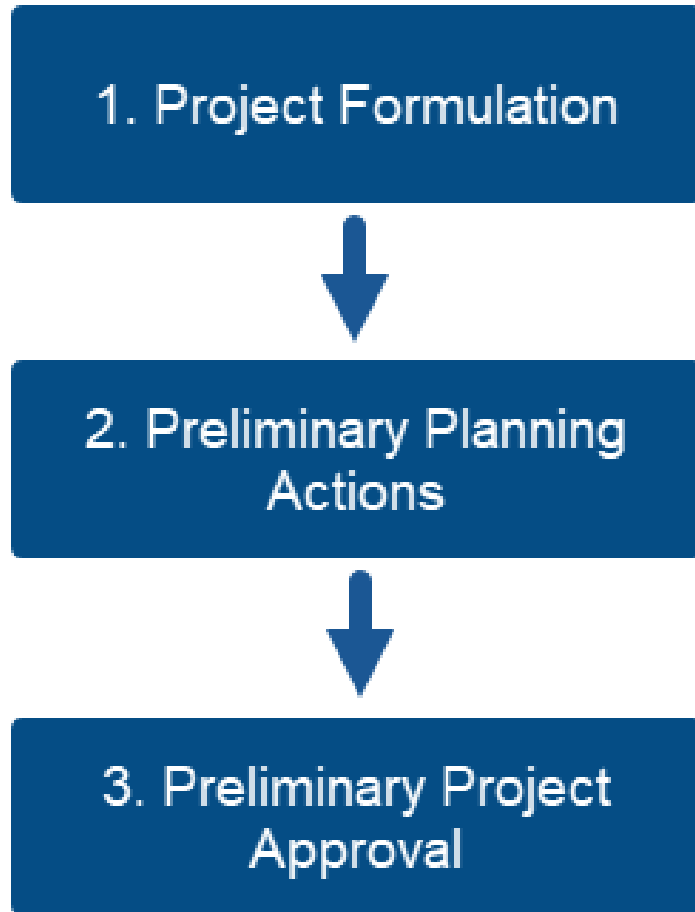 1. Project Formulation
2. Preliminary Planning
Actions
3. Preliminary Project
Approval